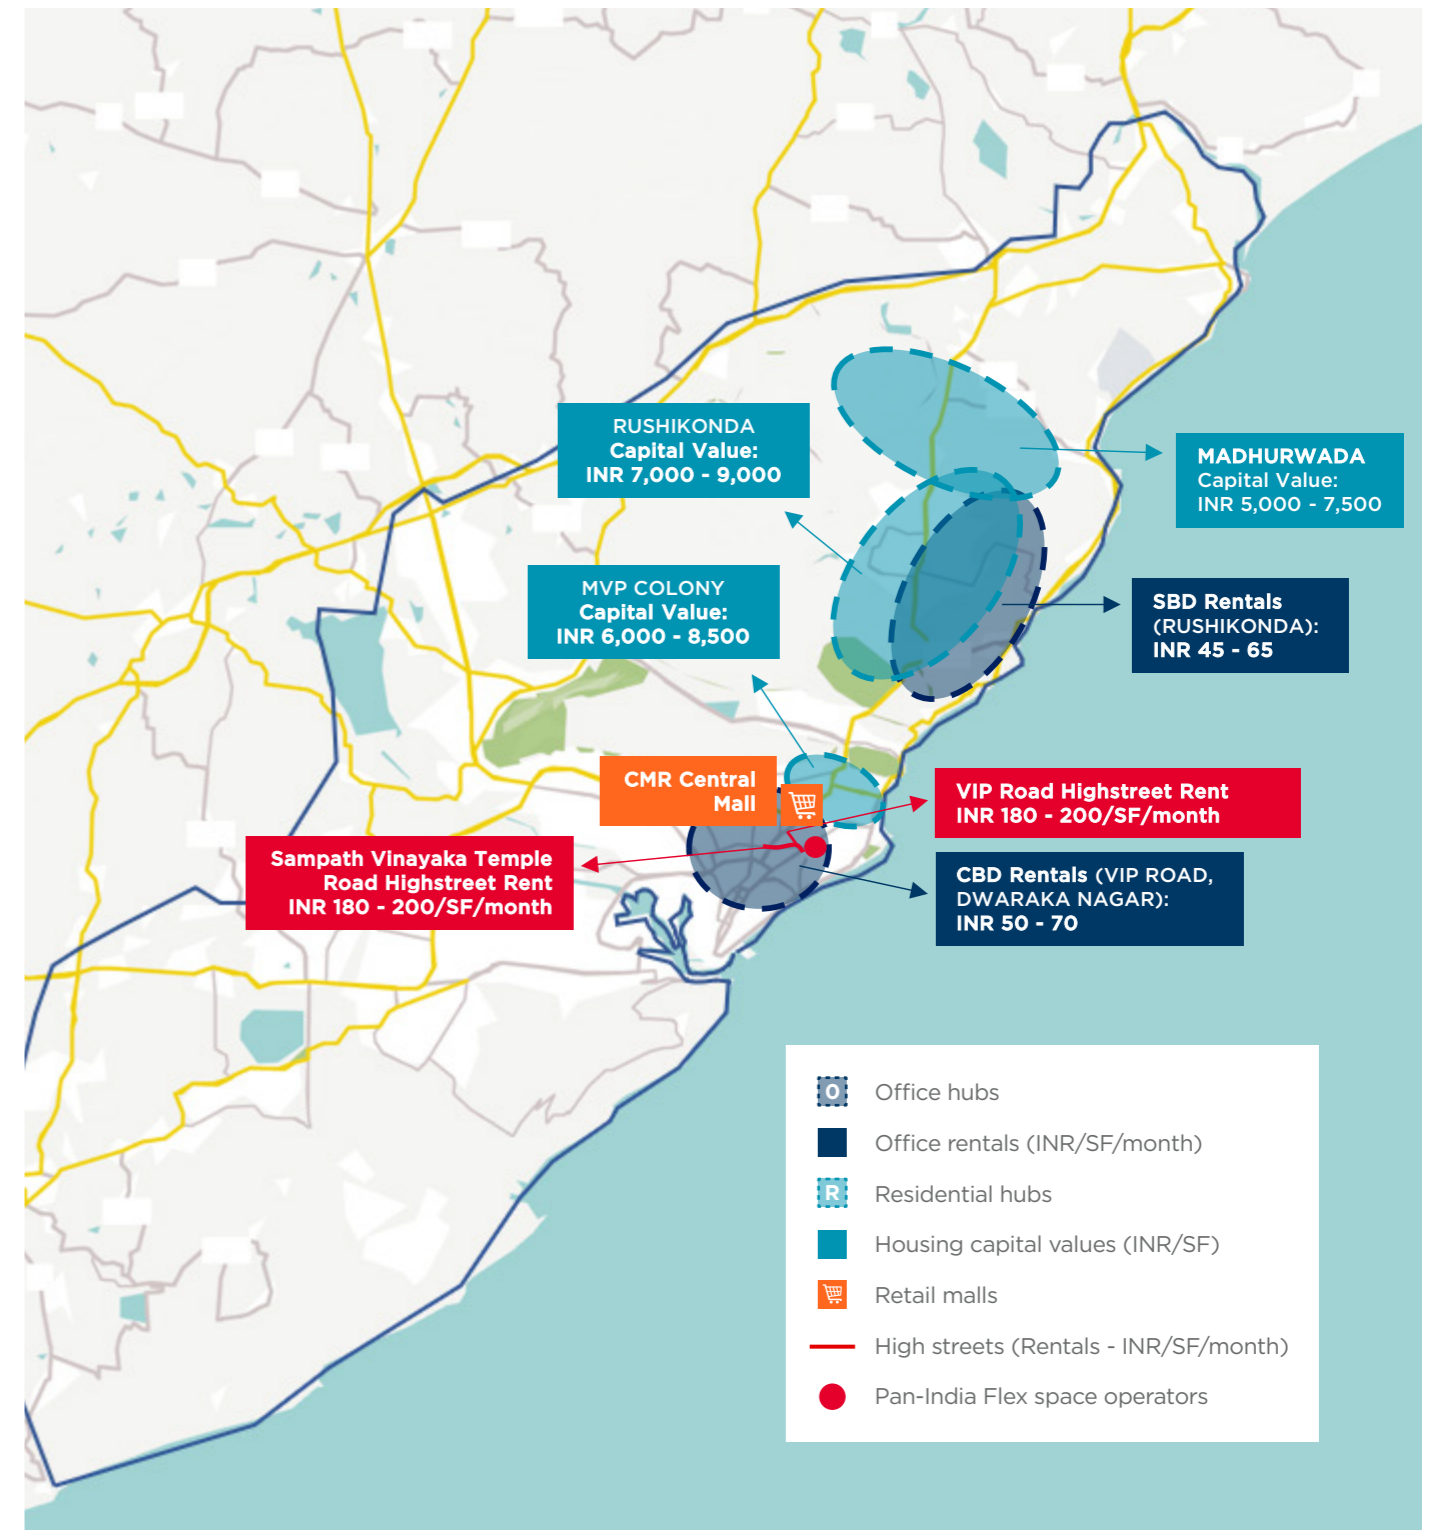 RUSHIKONDA
Capital Value:
INR 7,000 - 9,000
MADHURWADA
Capital Value:
INR 5,000 - 7,500
MVP COLONY
Capital Value:
INR 6,000 - 8,500
SBD Rentals
(RUSHIKONDA):
INR 45 - 65
CMR Central
Mall
VIP Road Highstreet Rent
INR 180 - 200/SF/month
Sampath Vinayaka Temple
Road Highstreet Rent
INR 180 - 200/SF/month
CBD Rentals (VIP ROAD,
DWARAKA NAGAR):
INR 50 - 70
O Office hubs
Office rentals (INR/SF/month)
R Residential hubs
Housing capital values (INR/SF)
Retail malls
High streets (Rentals - INR/SF/month)
Pan-India Flex space operators